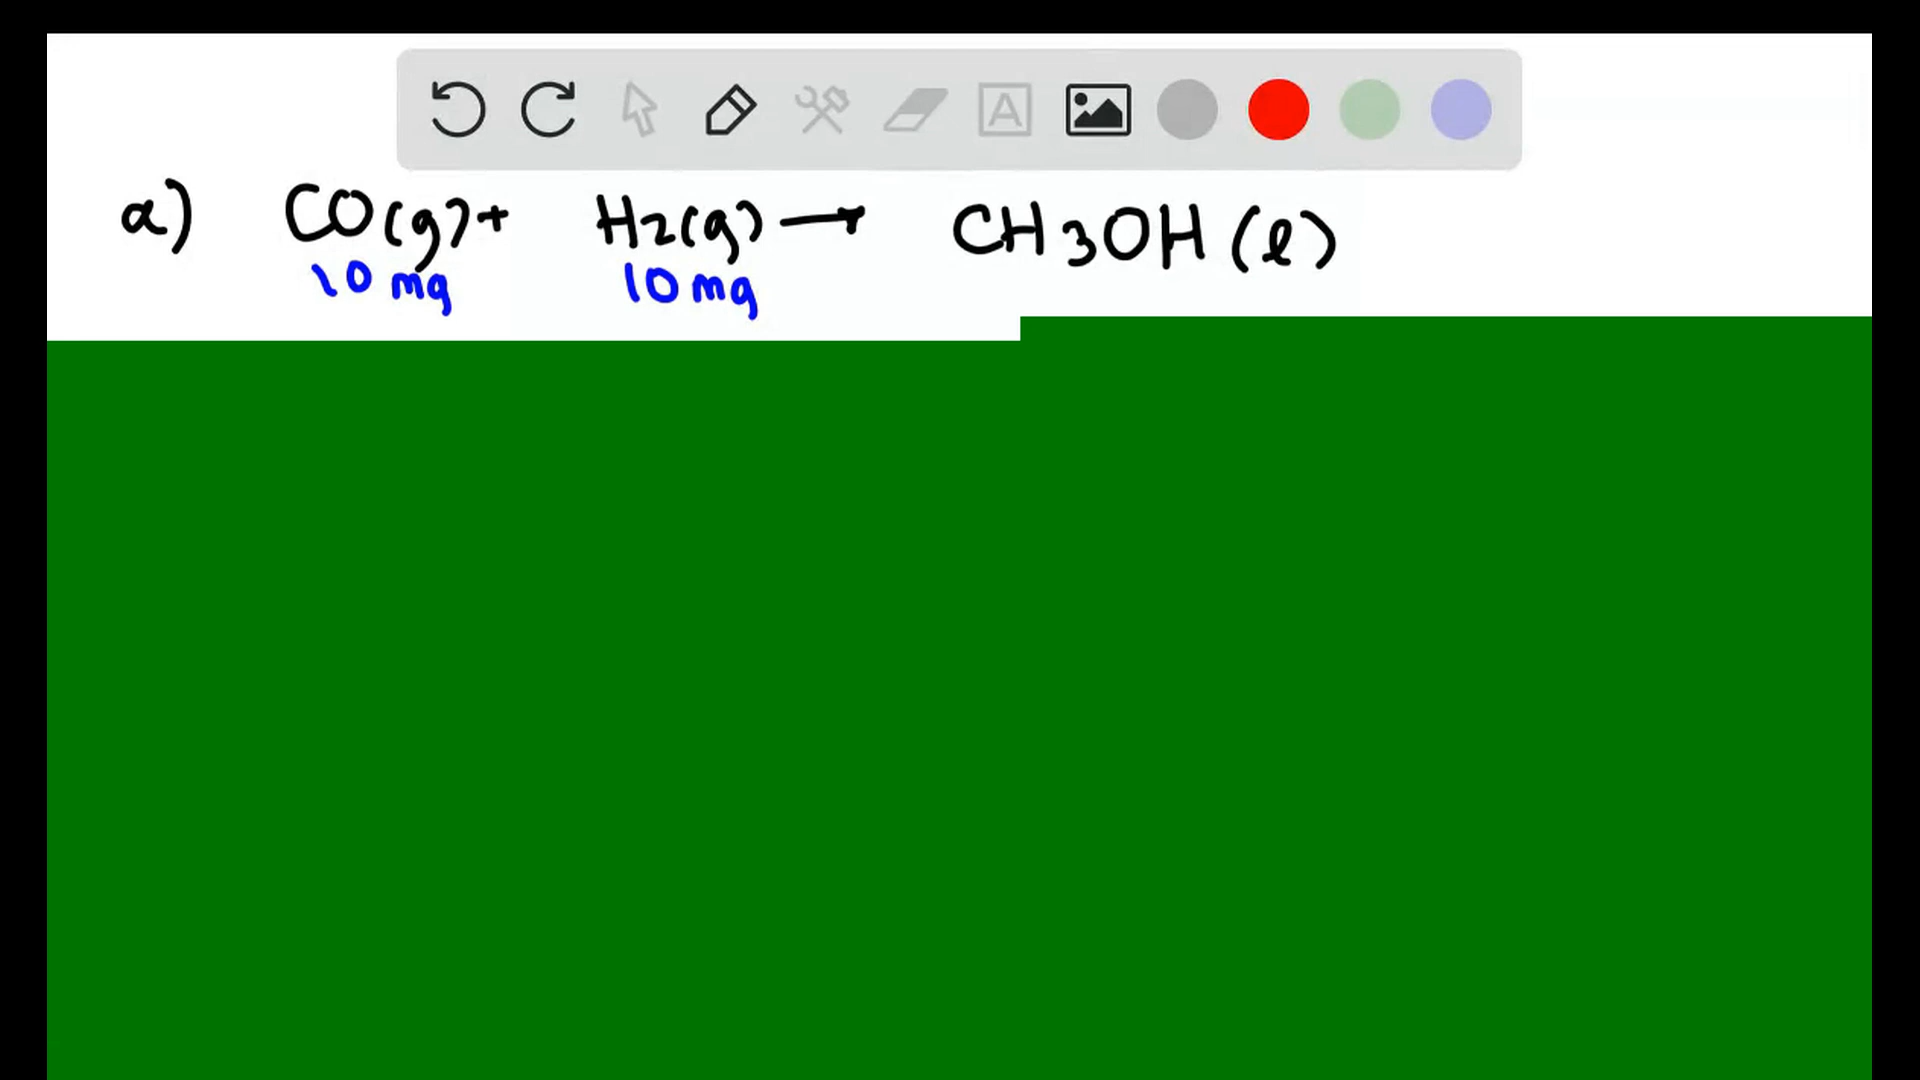 a) CO(g)+ H2(g) → CH3OH (l)
10 mg 10 mg